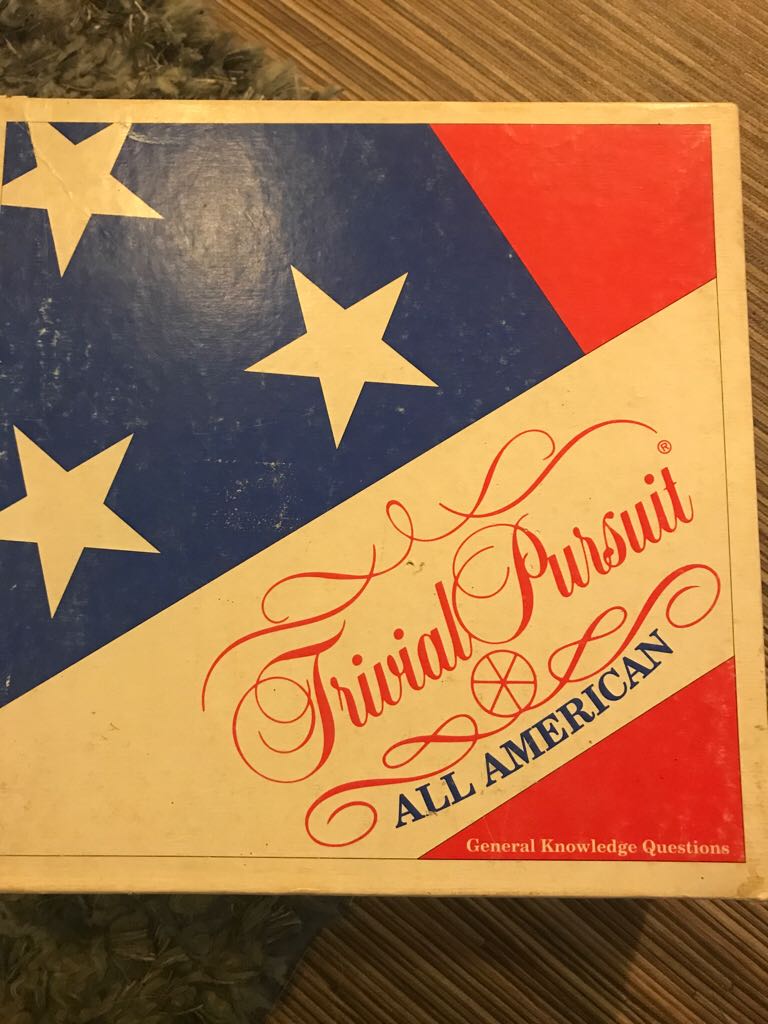 Trivial Pursuit®
ALL AMERICAN
General Knowledge Questions